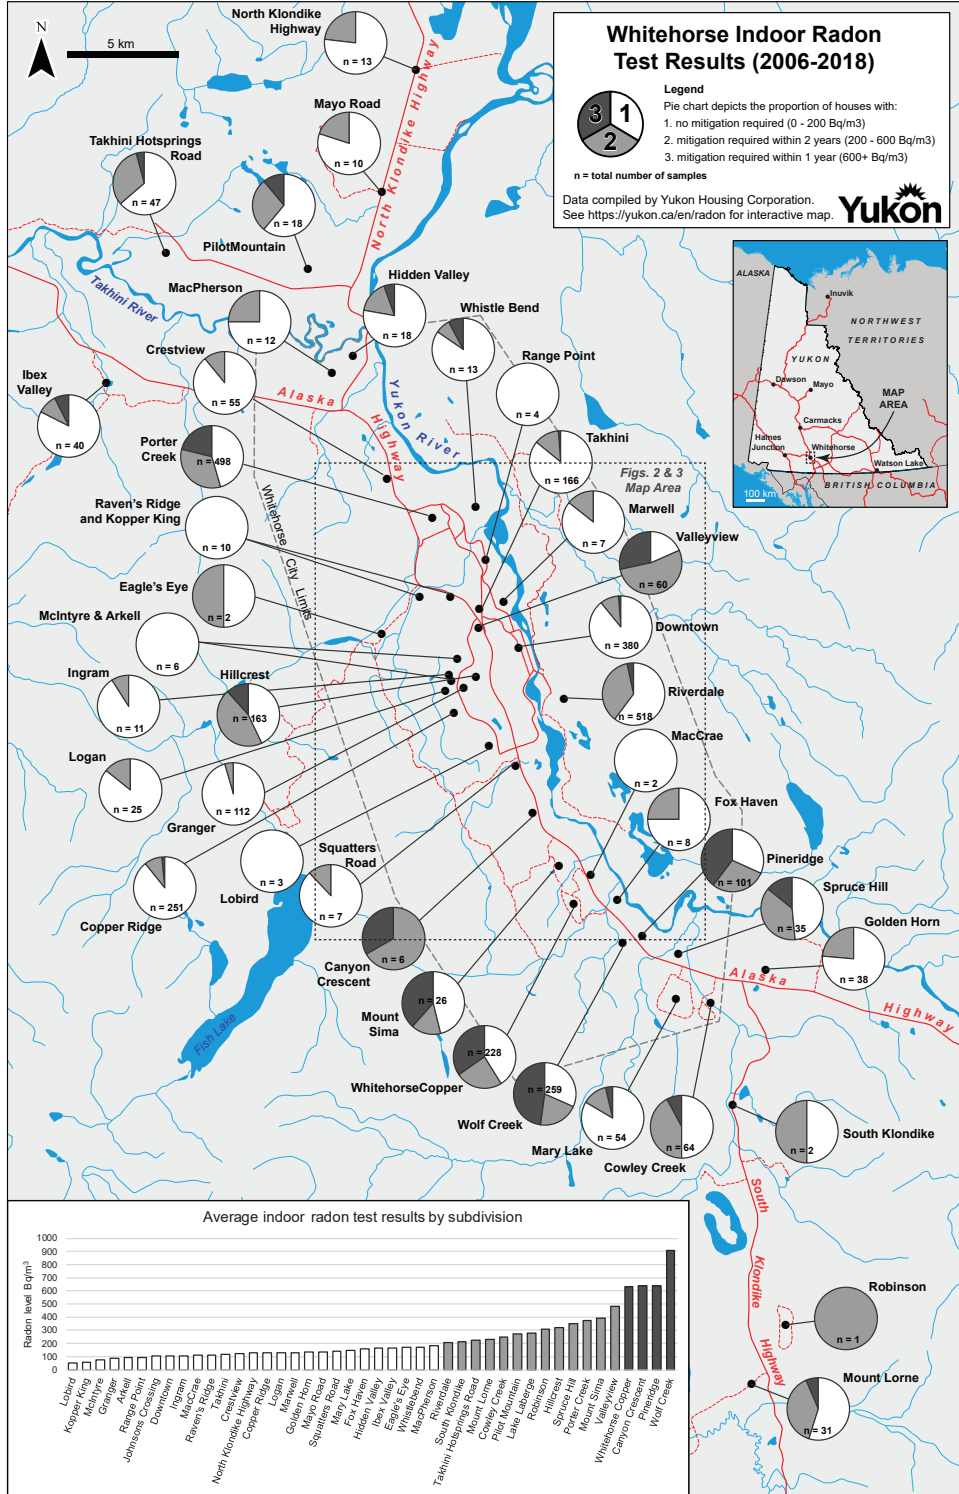 Whitehorse Indoor Radon
Test Results (2006-2018)
Legend
Pie chart depicts the proportion of houses with:
1. no mitigation required (0 - 200 Bq/m3)
2. mitigation required within 2 years (200 - 600 Bq/m3)
3. mitigation required within 1 year (600+ Bq/m3)
n = total number of samples
3
1
2
Data compiled by Yukon Housing Corporation.
See https://yukon.ca/en/radon for interactive map.
Yukon
N
5 km
North Klondike
Highway
n = 13
Mayo Road
n = 10
Takhini Hotsprings
Road
n = 47
n = 18
PilotMountain
North Klondike Highway
Takhini River
MacPherson
n = 12
Hidden Valley
n = 18
Whistle Bend
n = 13
Crestview
n = 55
Range Point
n = 4
Ibex
Valley
n = 40
Alaska
Highway
Yukon River
Porter
Creek
n = 498
Takhini
n = 166
Figs. 2 & 3
Map Area
Raven's Ridge
and Kopper King
n = 10
Whitehorse City Limits
Marwell
n = 7
Valleyview
n = 60
Eagle's Eye
n = 2
McIntyre & Arkell
n = 6
Downtown
n = 380
Ingram
n = 11
Hillcrest
n = 163
Riverdale
n = 518
Logan
n = 25
MacCrae
n = 2
Granger
n = 112
Fox Haven
n = 8
Squatters
Road
n = 7
Pineridge
n = 101
Copper Ridge
n = 251
Lobird
n = 3
Spruce Hill
n = 35
Golden Horn
n = 38
Canyon
Crescent
n = 6
Alaska
Highway
Mount
Sima
n = 26
Fish Lake
WhitehorseCopper
n = 228
Wolf Creek
n = 259
Mary Lake
n = 54
Cowley Creek
n = 64
South Klondike
n = 2
South
Klondike
Highway
Robinson
n = 1
Mount Lorne
n = 31
ALASKA
Inuvik
NORTHWEST
TERRITORIES
YUKON
Dawson
Mayo
MAP
AREA
Carmacks
Haines
Junction
Whitehorse
Watson Lake
BRITISH COLUMBIA
100 km
Average indoor radon test results by subdivision
Radon level Bq/m³
1000
900
800
700
600
500
400
300
200
100
0
Lobird
Kopper King
McIntyre
Granger
Arkell
Range Point
Johnsons Crossing
Downtown
Ingram
MacCrae
Raven's Ridge
Takhini
Crestview
North Klondike Highway
Copper Ridge
Logan
Marwell
Golden Horn
Mayo Road
Squatters Road
Mary Lake
Fox Haven
Hidden Valley
Ibex Valley
Eagle's Eye
Whistlebend
MacPherson
Riverdale
South Klondike
Takhini Hotsprings Road
Mount Lorne
Cowley Creek
Pilot Mountain
Lake Laberge
Robinson
Hillcrest
Spruce Hill
Porter Creek
Mount Sima
Valleyview
Whitehorse Copper
Canyon Crescent
Pineridge
Wolf Creek